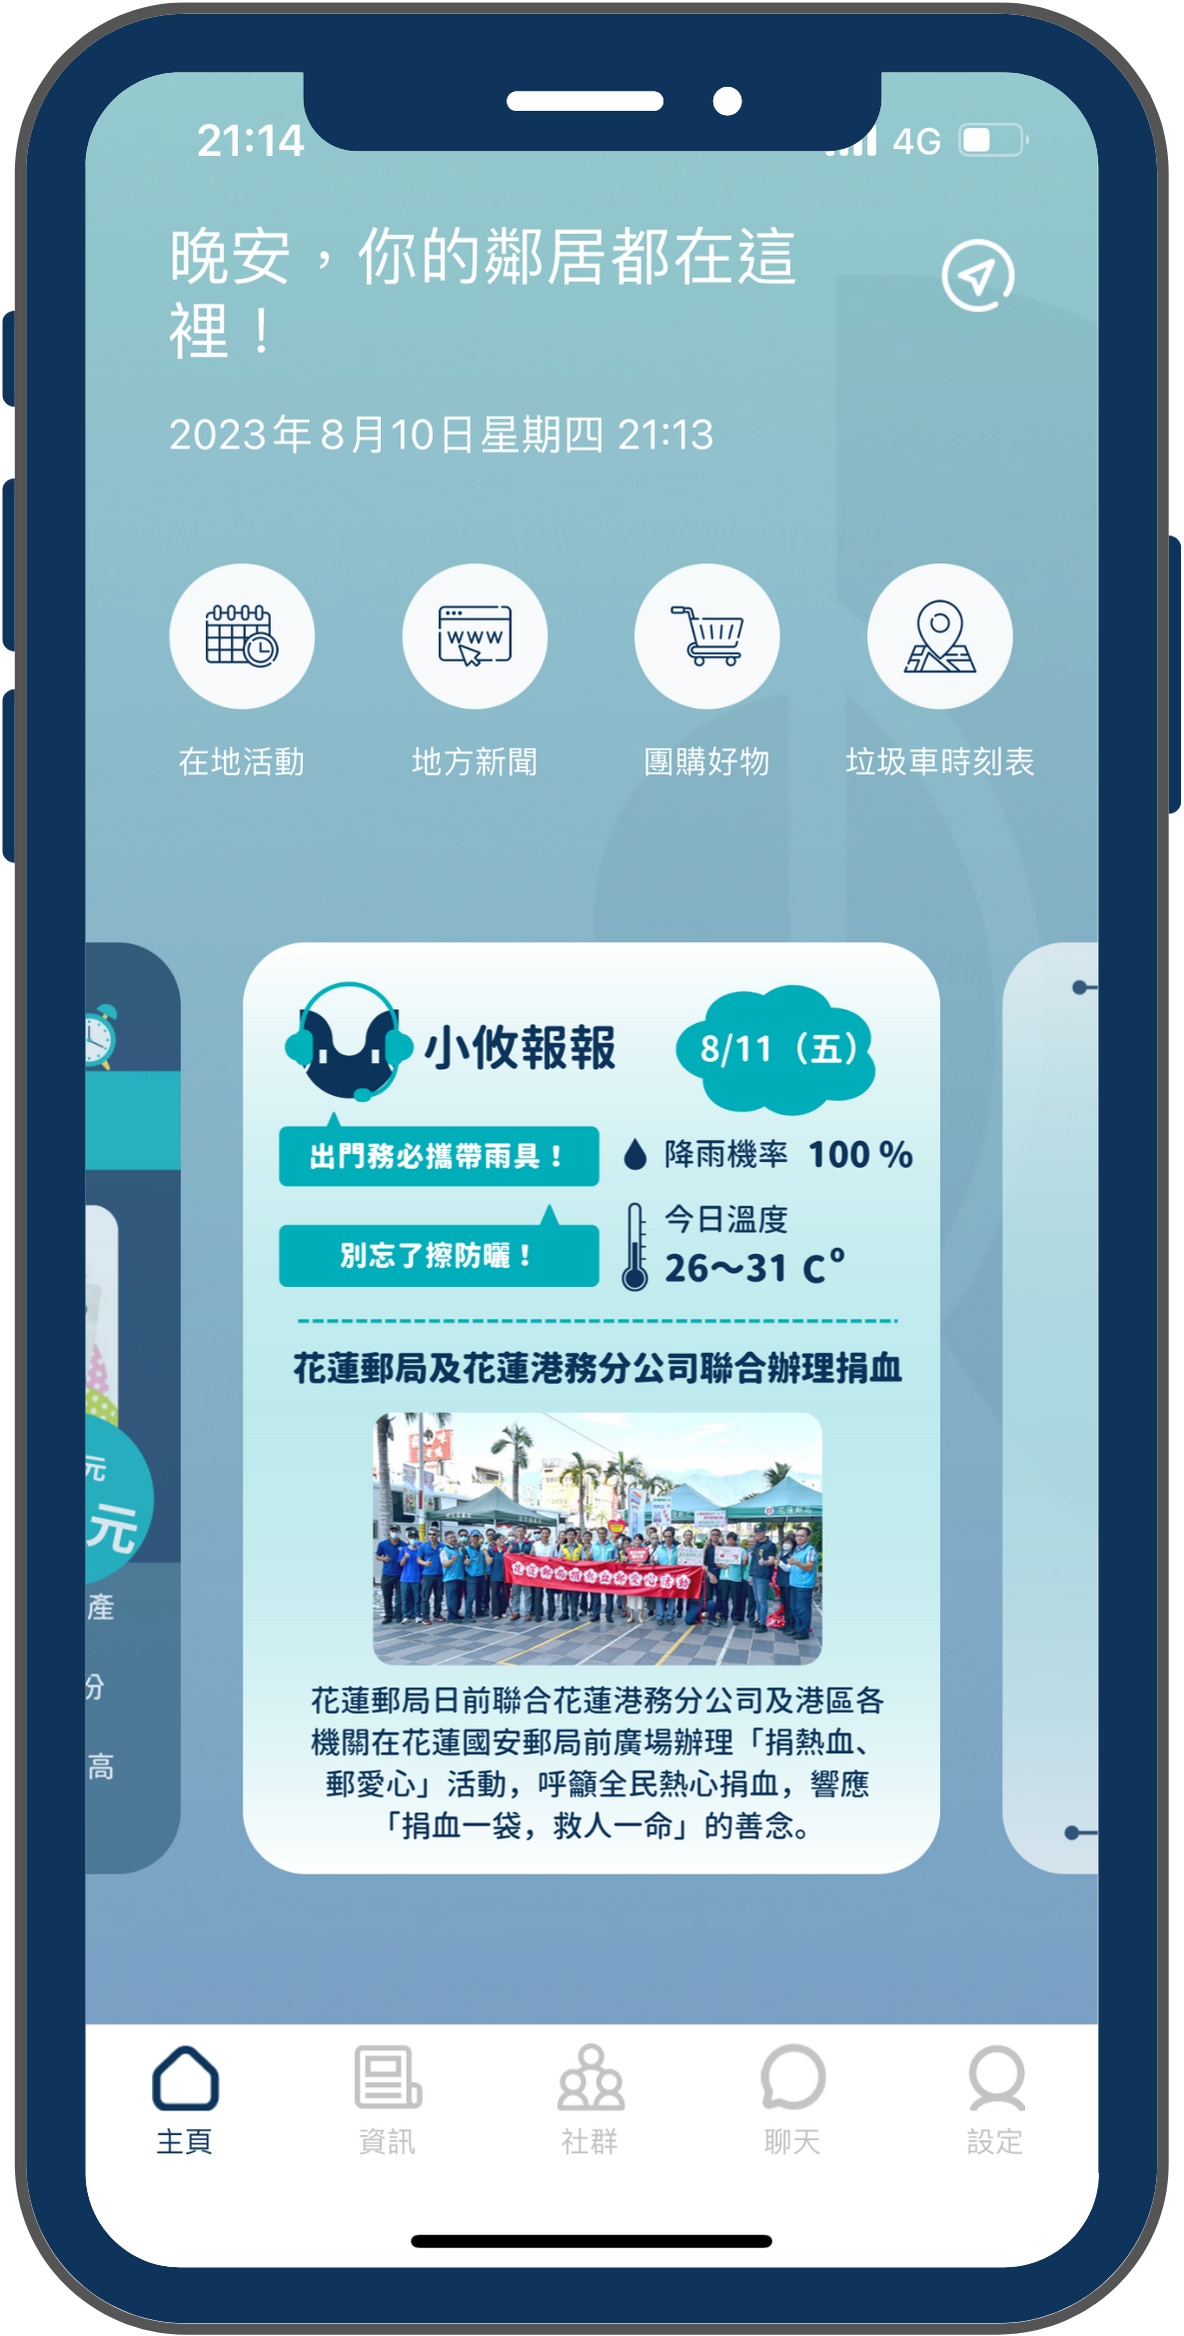 21:14
4G
晚安，你的鄰居都在這
裡！
2023年8月10日星期四 21:13
WWW
在地活動
地方新聞
團購好物
垃圾車時刻表
小攸報報
8/11（五）
出門務必攜帶雨具！
降雨機率 100 %
今日溫度
別忘了擦防曬！
26～31 C°
花蓮郵局及花蓮港務分公司聯合辦理捐血
元
元
產
份
高
花蓮郵局日前聯合花蓮港務分公司及港區各
機關在花蓮國安郵局前廣場辦理「捐熱血、
郵愛心」活動，呼籲全民熱心捐血，響應
「捐血一袋，救人一命」的善念。
主頁
資訊
社群
聊天
設定